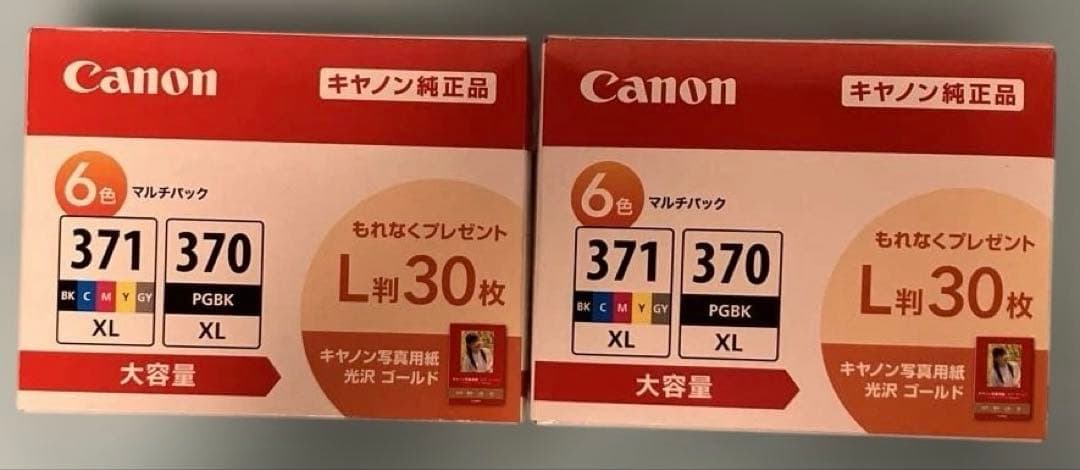 Canon
キヤノン純正品
6色 マルチパック
371
BK C M Y GY
XL
370
PGBK
XL
大容量
もれなくプレゼント
L判30枚
キヤノン写真用紙
光沢 ゴールド
Canon
キヤノン純正品
6色 マルチパック
371
BK C M Y GY
XL
370
PGBK
XL
大容量
もれなくプレゼント
L判30枚
キヤノン写真用紙
光沢 ゴールド